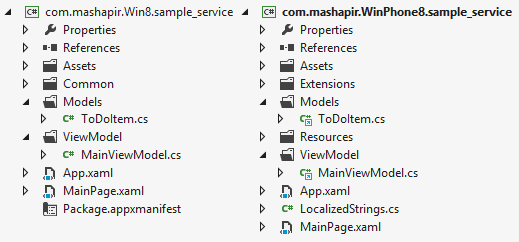 com.mashapir.Win8.sample_service
Properties
References
Assets
Common
Models
ToDoItem.cs
ViewModel
MainViewModel.cs
App.xaml
MainPage.xaml
Package.appxmanifest
com.mashapir.WinPhone8.sample_service
Properties
References
Assets
Extensions
Models
ToDoItem.cs
Resources
ViewModel
MainViewModel.cs
App.xaml
LocalizedStrings.cs
MainPage.xaml